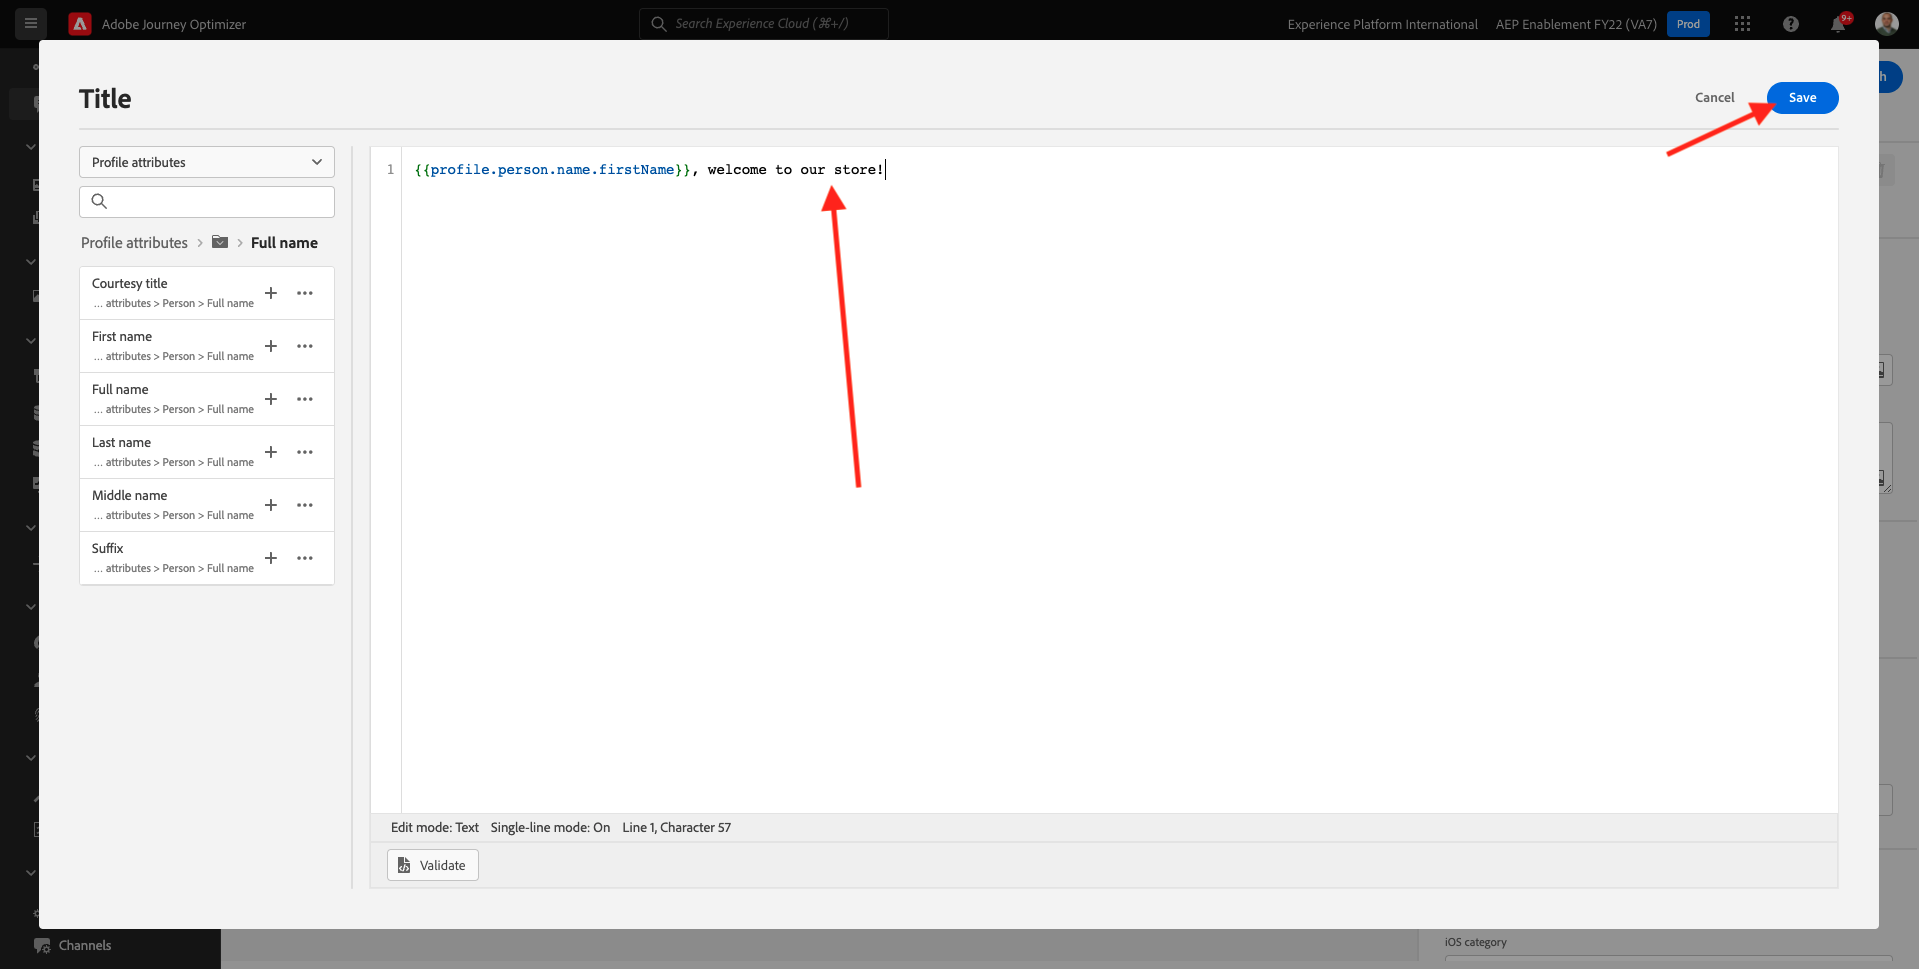 Adobe Journey Optimizer
Search Experience Cloud (⌘+/)
Experience Platform International
AEP Enablement FY22 (VA7)
Prod
9+
h
Title
Cancel
Save
Profile attributes
1 {{profile.person.name.firstName}}, welcome to our store!
Profile attributes > > Full name
Courtesy title
... attributes > Person > Full name
First name
... attributes > Person > Full name
Full name
... attributes > Person > Full name
Last name
... attributes > Person > Full name
Middle name
... attributes > Person > Full name
Suffix
... attributes > Person > Full name
Edit mode: Text Single-line mode: On Line 1, Character 57
Validate
Channels
iOS category